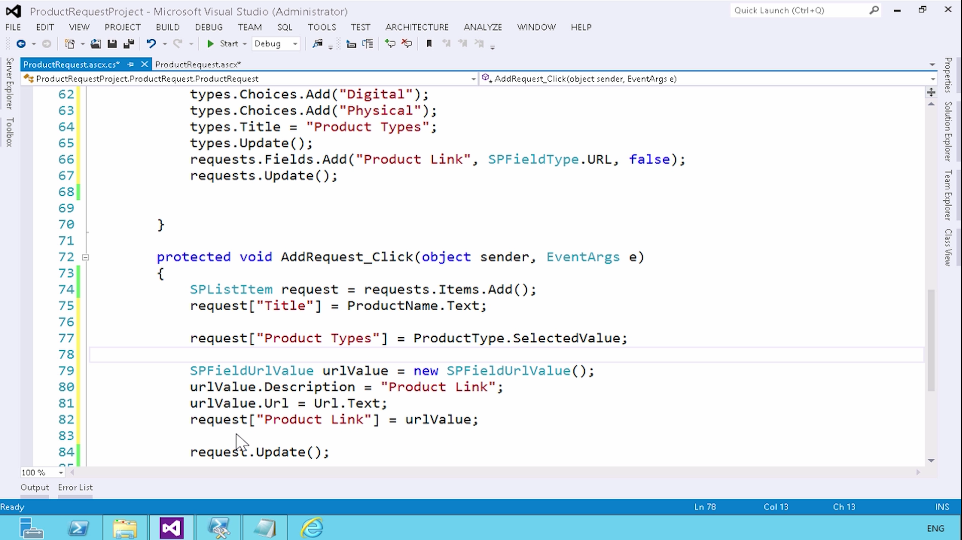 ProductRequestProject - Microsoft Visual Studio (Administrator)
Quick Launch (Ctrl+Q)
FILE EDIT VIEW PROJECT BUILD DEBUG TEAM SQL TOOLS TEST ARCHITECTURE ANALYZE WINDOW HELP
Start Debug
ProductRequest.ascx.cs* ProductRequest.ascx*
ProductRequestProject.ProductRequest.ProductRequest AddRequest_Click(object sender, EventArgs e)
Server Explorer
Toolbox
Properties
Solution Explorer
Team Explorer
Class View
62 types.Choices.Add("Digital");
63 types.Choices.Add("Physical");
64 types.Title = "Product Types";
65 types.Update();
66 requests.Fields.Add("Product Link", SPFieldType.URL, false);
67 requests.Update();
68
69
70 }
71
72 protected void AddRequest_Click(object sender, EventArgs e)
73 {
74 SPListItem request = requests.Items.Add();
75 request["Title"] = ProductName.Text;
76
77 request["Product Types"] = ProductType.SelectedValue;
78
79 SPFieldUrlValue urlValue = new SPFieldUrlValue();
80 urlValue.Description = "Product Link";
81 urlValue.Url = Url.Text;
82 request["Product Link"] = urlValue;
83
84 request.Update();
100 %
Output Error List
Ready Ln 78 Col 13 Ch 13 INS
ENG